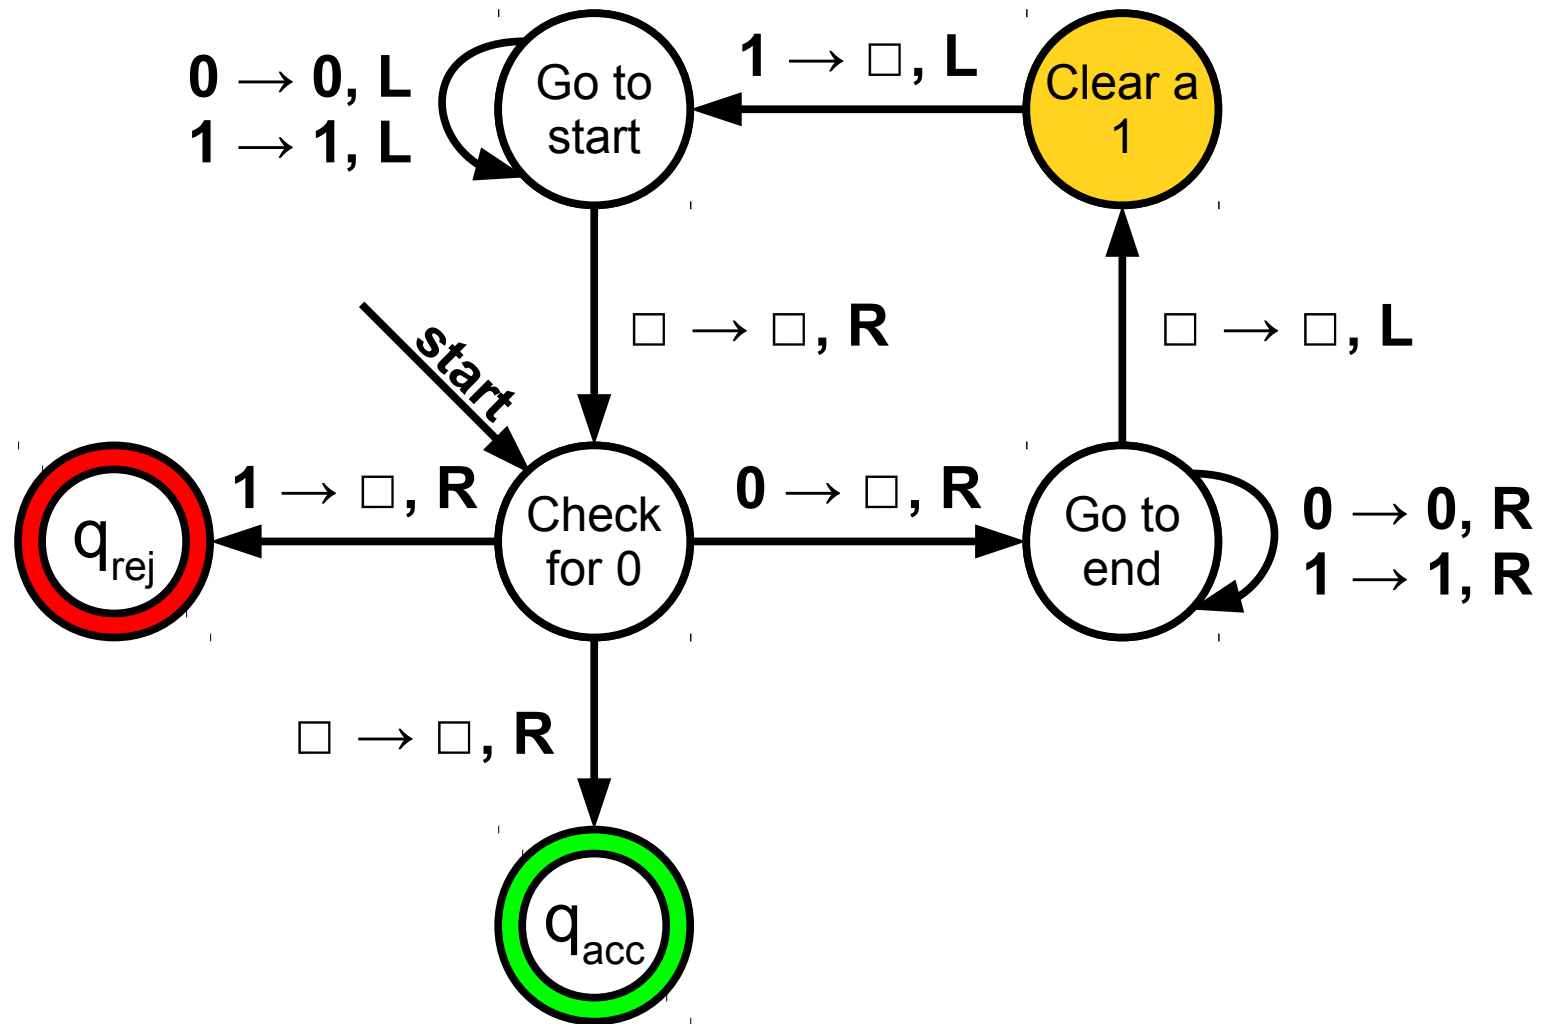 0 → 0, L
1 → 1, L
Go to
start
1 → □, L
Clear a
1
□ → □, R
□ → □, L
start
q_rej
1 → □, R
Check
for 0
0 → □, R
Go to
end
0 → 0, R
1 → 1, R
□ → □, R
q_acc